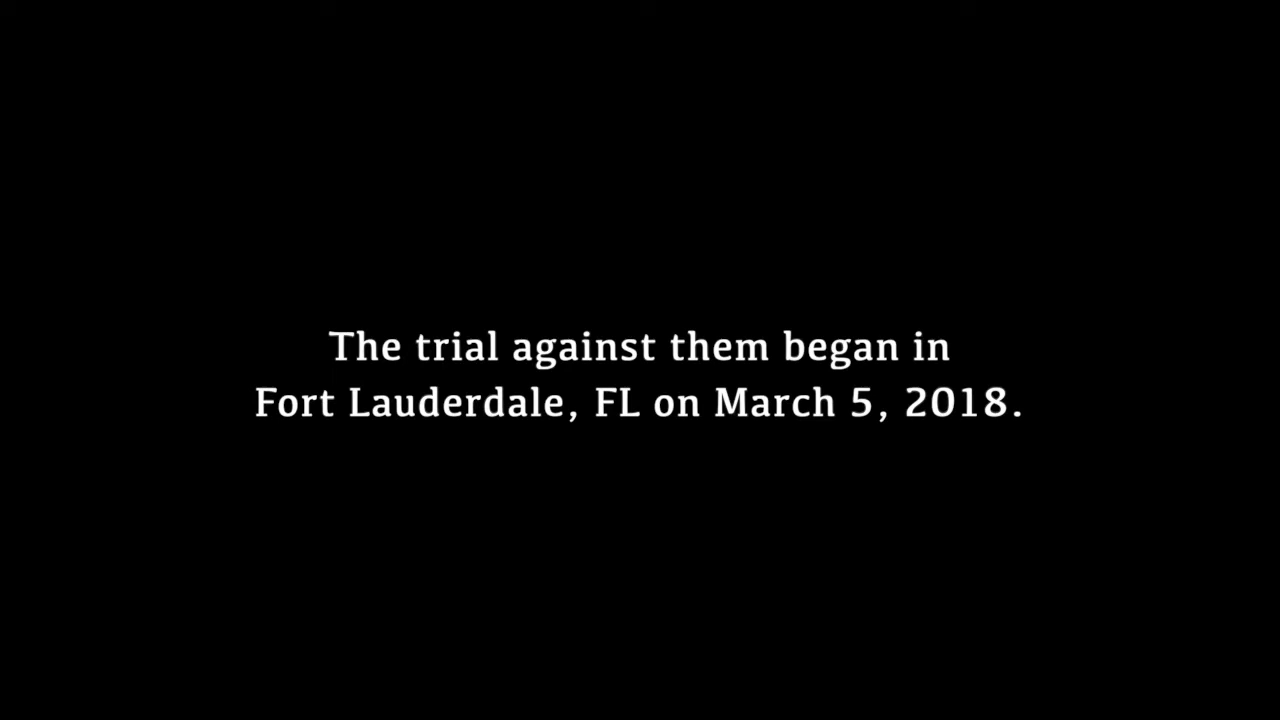 The trial against them began in
Fort Lauderdale, FL on March 5, 2018.